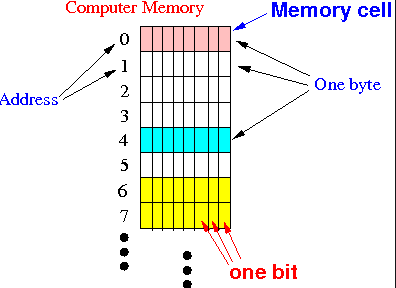 Computer Memory
Memory cell
0
1
2
3
4
5
6
7
Address
One byte
one bit